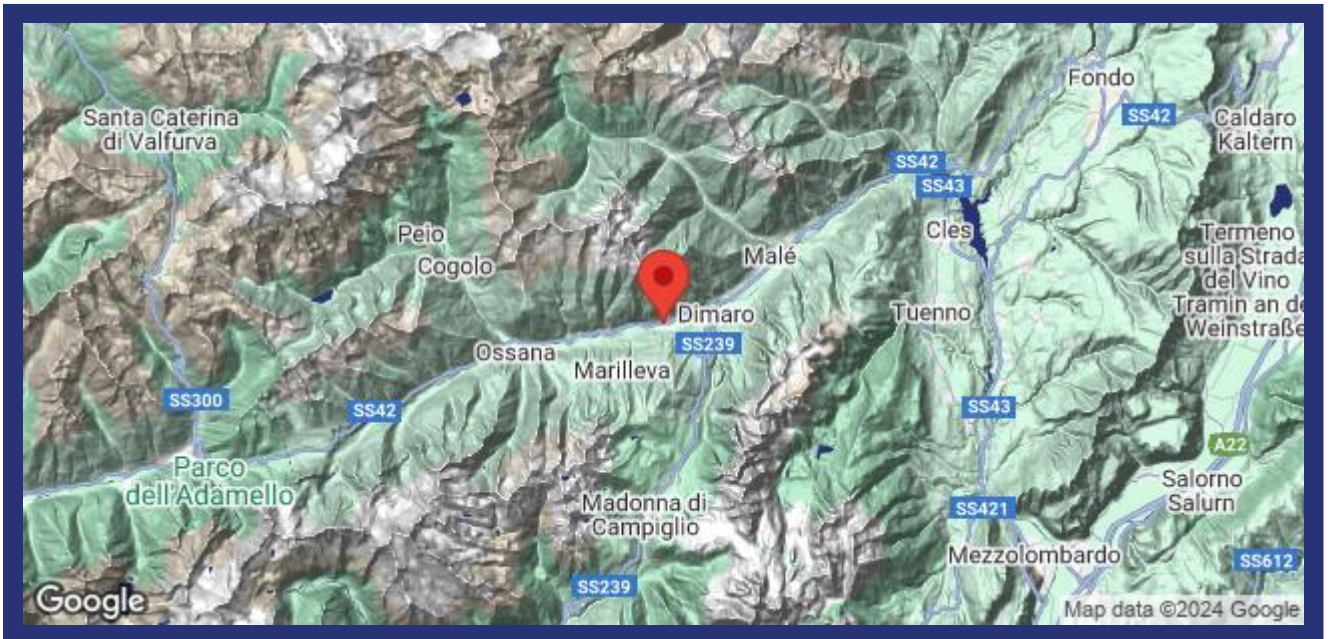 Fondo
SS42
Santa Caterina
di Valfurva
Caldaro
Kaltern
SS42
SS43
Peio
Cles
Termeno
sulla Strada
del Vino
Tramin an de
Weinstraße
Malé
Cogolo
Dimaro
Tuenno
SS239
Ossana
Marilleva
SS300
SS42
SS43
A22
Parco
dell'Adamello
Salorno
Salurn
Madonna di
Campiglio
SS421
Mezzolombardo
SS612
SS239
Google
Map data ©2024 Google